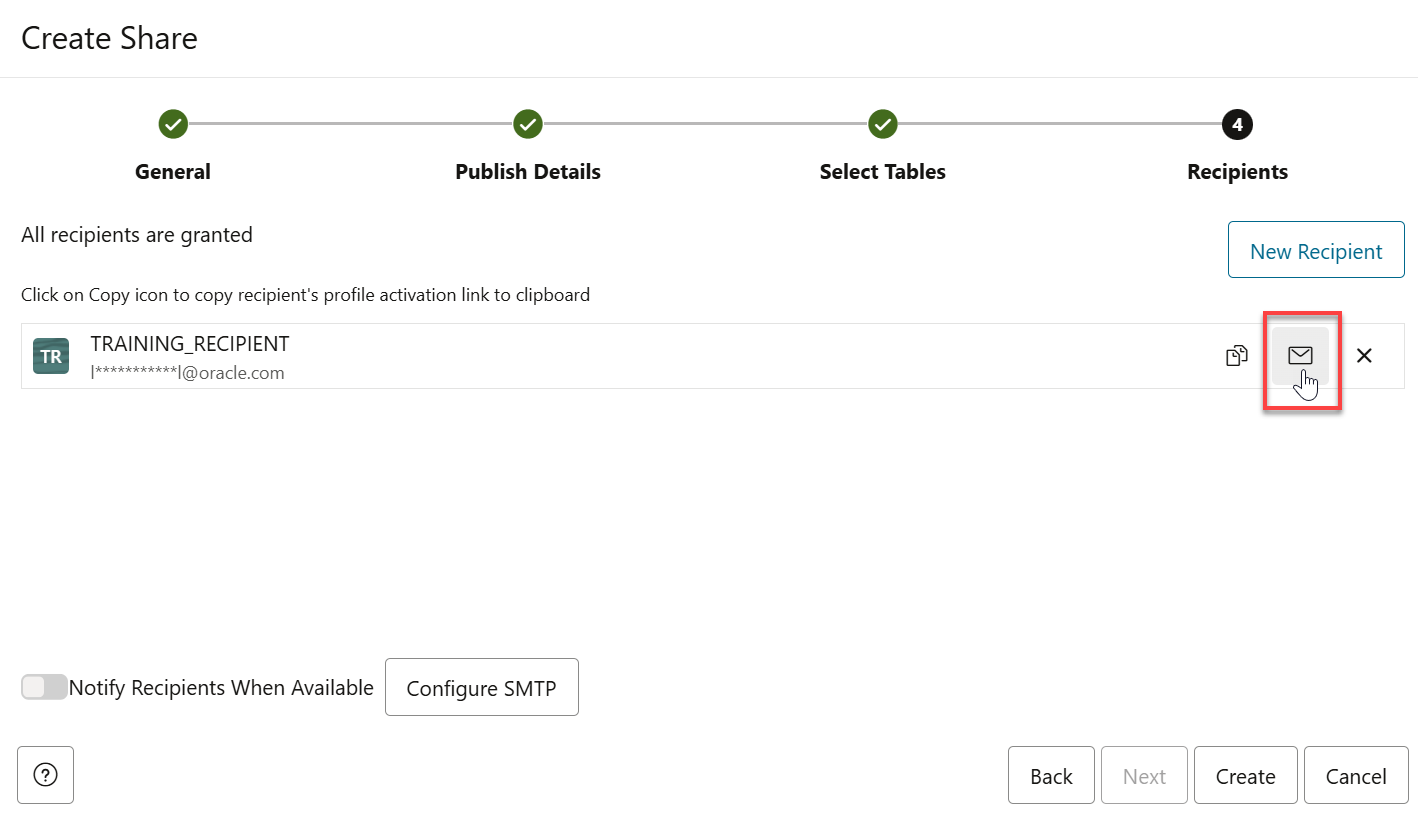 Create Share
4
General
Publish Details
Select Tables
Recipients
All recipients are granted
New Recipient
Click on Copy icon to copy recipient's profile activation link to clipboard
TR
TRAINING_RECIPIENT
l***********l@oracle.com
Notify Recipients When Available
Configure SMTP
?
Back
Next
Create
Cancel